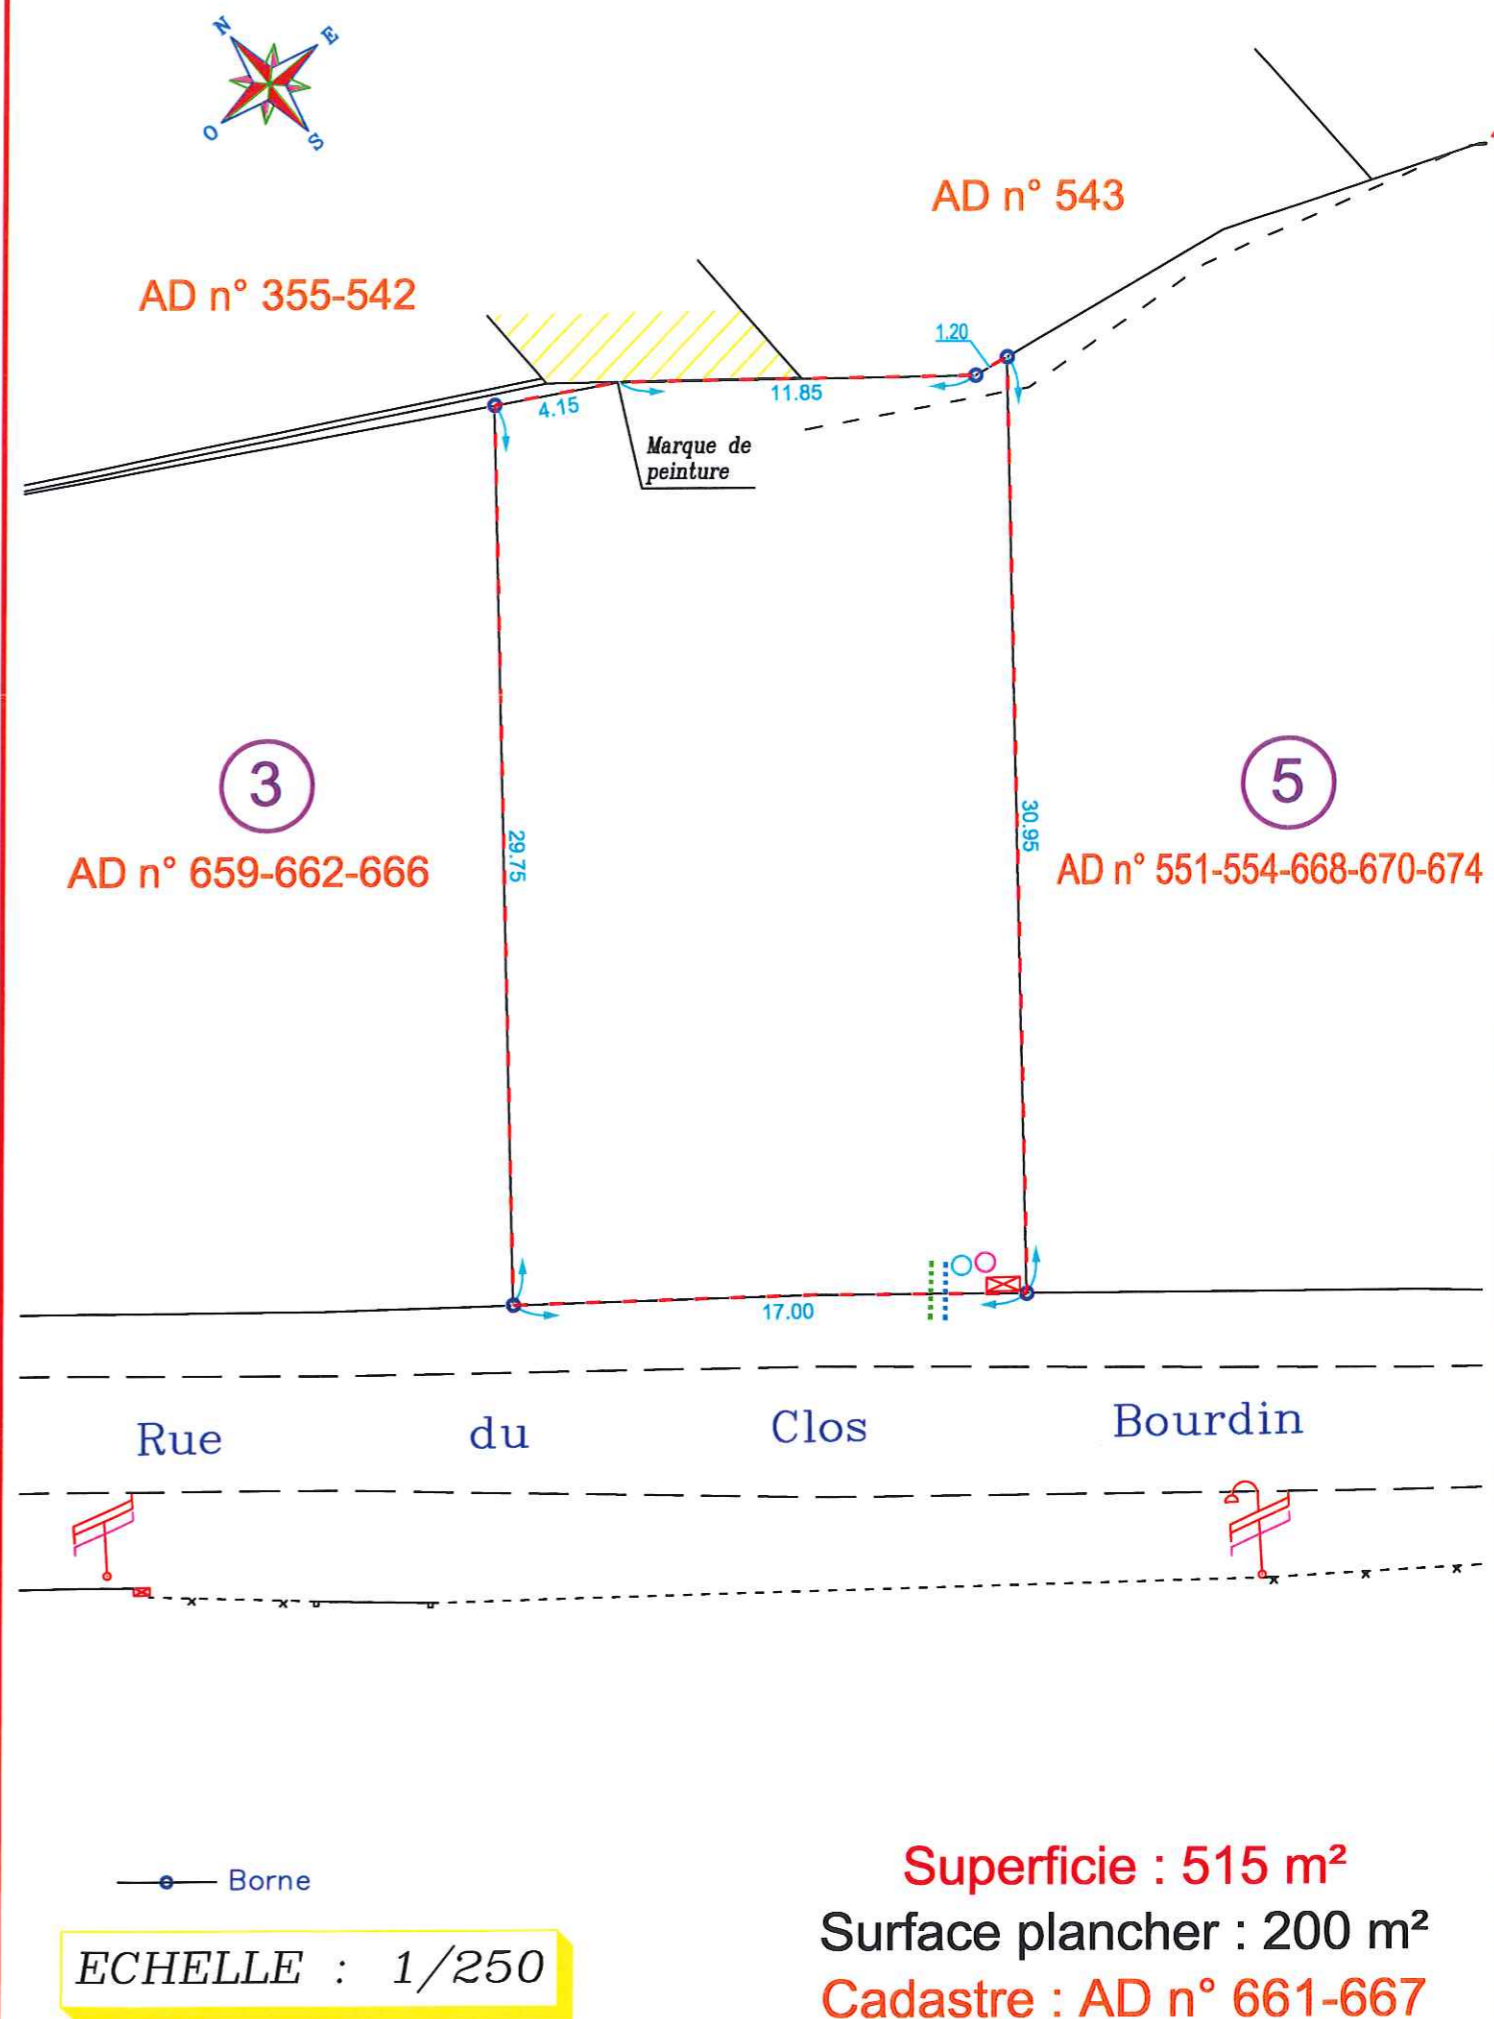 N
E
O
S
AD n° 543
AD n° 355-542
1.20
11.85
4.15
Marque de
peinture
3
5
29.75
30.95
AD n° 659-662-666
AD n° 551-554-668-670-674
17.00
Rue du Clos Bourdin
Borne
Superficie : 515 m²
Surface plancher : 200 m²
ECHELLE : 1/250
Cadastre : AD n° 661-667